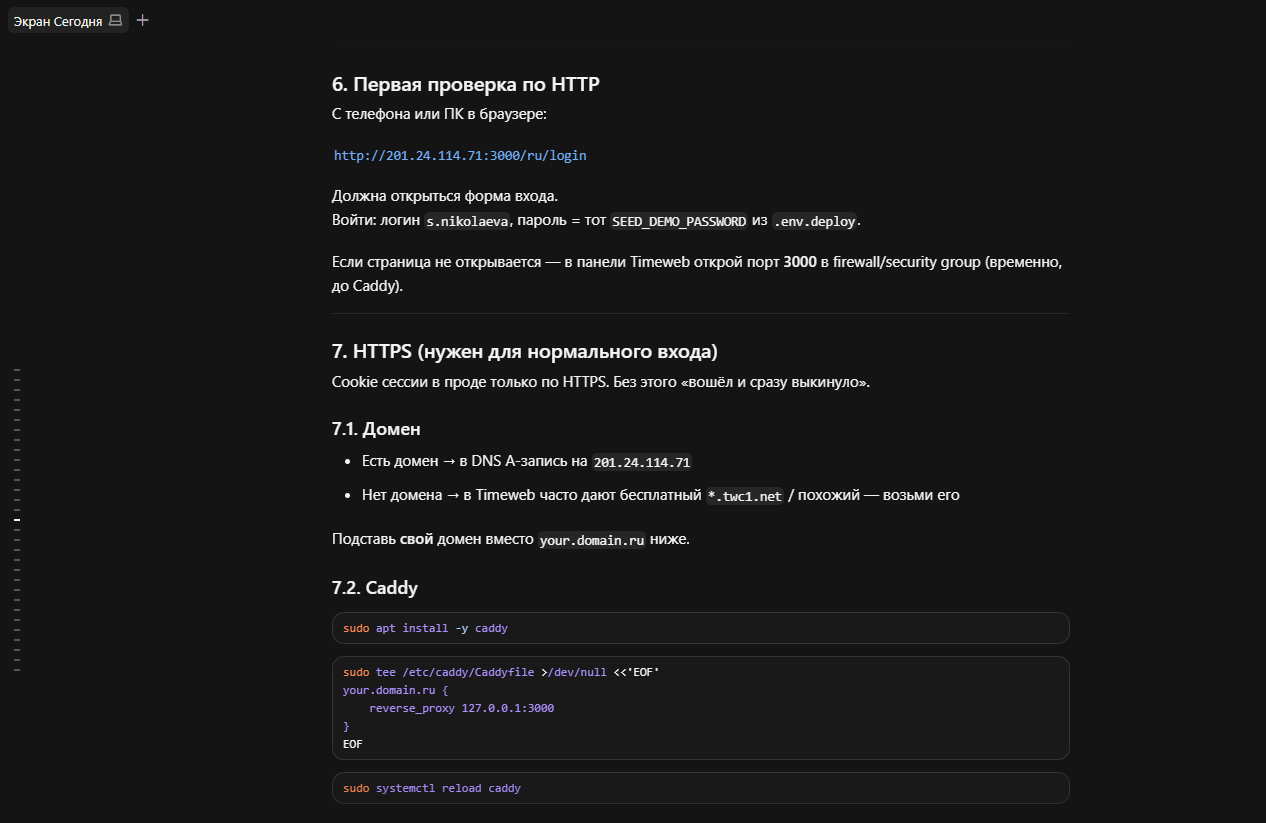 Экран Сегодня
6. Первая проверка по HTTP
С телефона или ПК в браузере:
http://201.24.114.71:3000/ru/login
Должна открыться форма входа.
Войти: логин s.nikolaeva, пароль = тот SEED_DEMO_PASSWORD из .env.deploy.
Если страница не открывается — в панели Timeweb открой порт 3000 в firewall/security group (временно,
до Caddy).
7. HTTPS (нужен для нормального входа)
Cookie сессии в проде только по HTTPS. Без этого «вошёл и сразу выкинуло».
7.1. Домен
• Есть домен → в DNS A-запись на 201.24.114.71
• Нет домена → в Timeweb часто дают бесплатный *.twc1.net / похожий — возьми его
Подставь свой домен вместо your.domain.ru ниже.
7.2. Caddy
sudo apt install -y caddy
sudo tee /etc/caddy/Caddyfile >/dev/null <<'EOF'
your.domain.ru {
    reverse_proxy 127.0.0.1:3000
}
EOF
sudo systemctl reload caddy